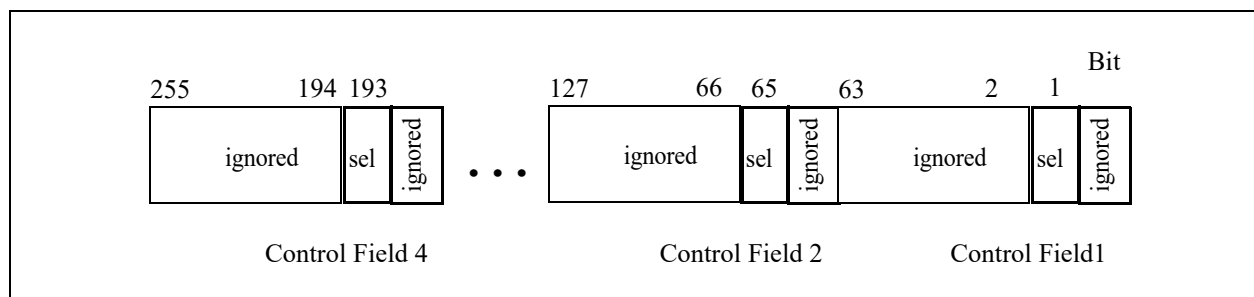 Bit
255 194 193 127 66 65 63 2 1
ignored sel ignored • • • ignored sel ignored ignored sel ignored
Control Field 4 Control Field 2 Control Field1